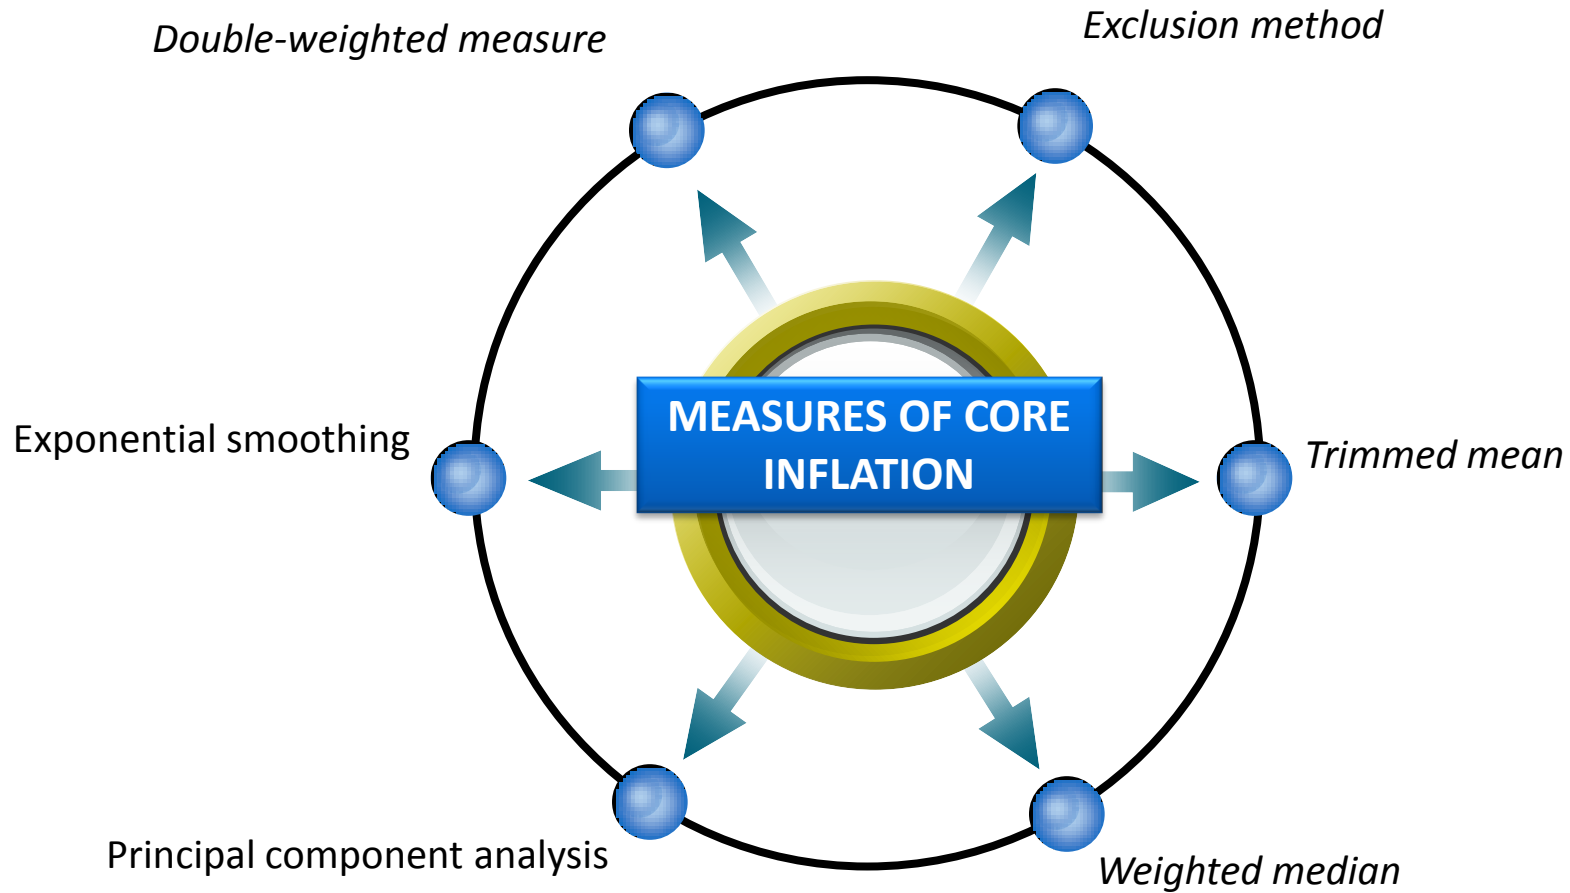 Double-weighted measure
Exclusion method
MEASURES OF CORE
INFLATION
Exponential smoothing
Trimmed mean
Principal component analysis
Weighted median